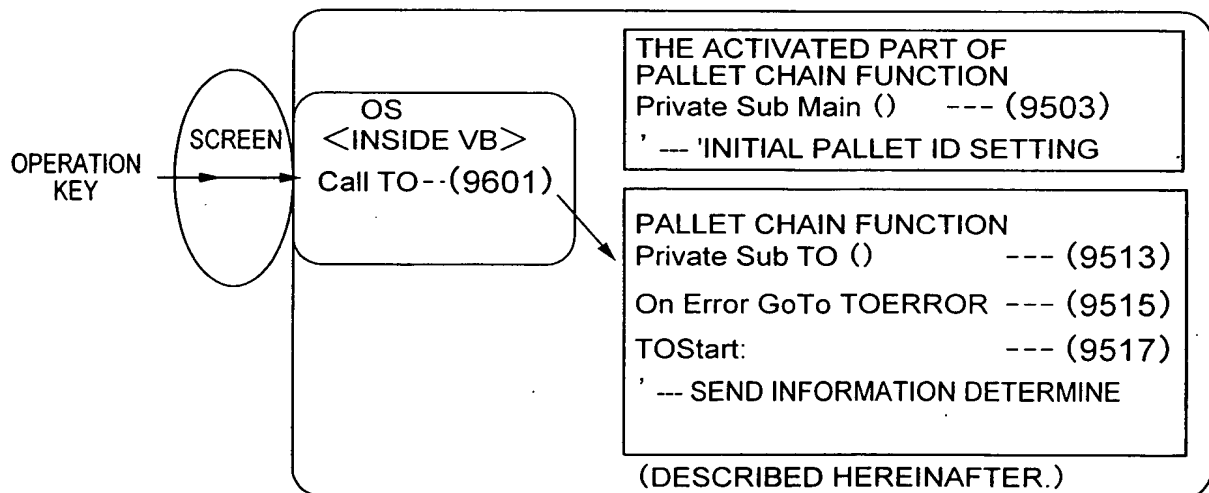 OPERATION
KEY
SCREEN
OS
<INSIDE VB>
Call TO--(9601)
THE ACTIVATED PART OF
PALLET CHAIN FUNCTION
Private Sub Main () --- (9503)
' --- 'INITIAL PALLET ID SETTING
PALLET CHAIN FUNCTION
Private Sub TO () --- (9513)
On Error GoTo TOERROR --- (9515)
TOStart: --- (9517)
' --- SEND INFORMATION DETERMINE
(DESCRIBED HEREINAFTER.)